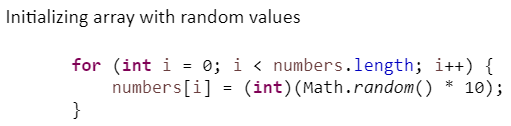 Initializing array with random values
for (int i = 0; i < numbers.length; i++) {
numbers[i] = (int)(Math.random() * 10);
}